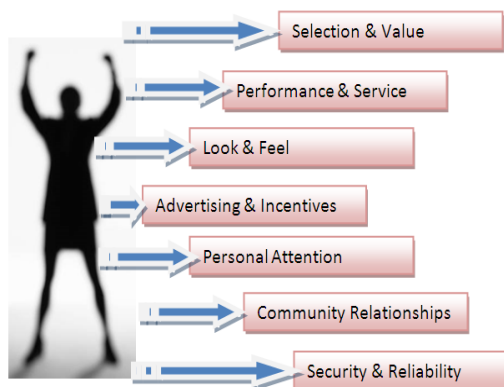 Selection & Value
Performance & Service
Look & Feel
Advertising & Incentives
Personal Attention
Community Relationships
Security & Reliability